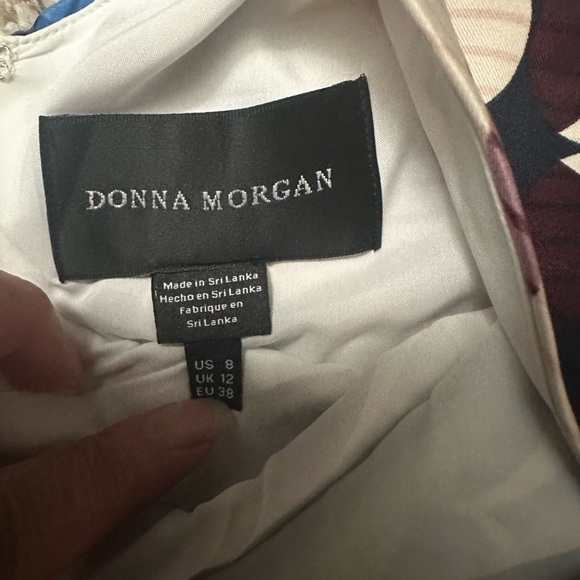 DONNA MORGAN
Made in Sri Lanka
Hecho en Sri Lanka
Fabrique en
Sri Lanka
US 8
UK 12
EU 38